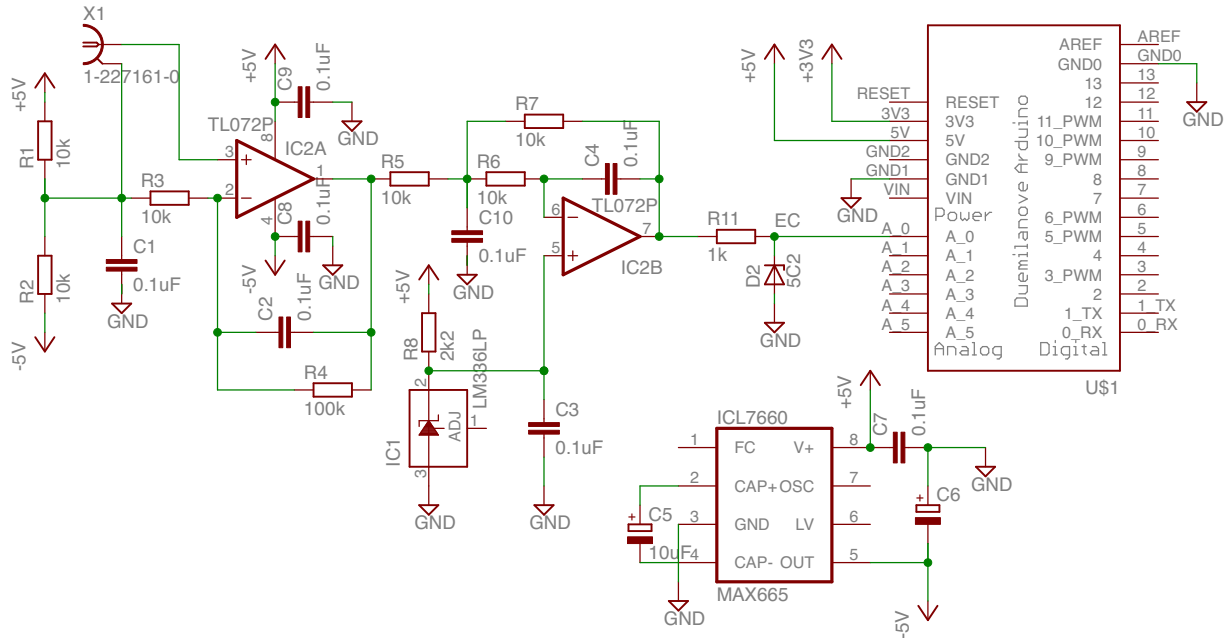 X1
1-227161-0
+5V
R1
10k
R2
10k
-5V
R3
10k
C1
0.1uF
GND
TL072P
IC2A
3
2
8
4
1
+5V
C9
0.1uF
GND
C8
0.1uF
GND
-5V
C2
0.1uF
R4
100k
R5
10k
R7
10k
R6
10k
C4
0.1uF
C10
0.1uF
GND
TL072P
IC2B
6
5
7
+5V
R8
2k2
LM336LP
IC1
ADJ
2
1
3
GND
C3
0.1uF
GND
R11
1k
EC
D2
5C2
GND
+5V
+3V3
RESET
3V3
5V
GND2
GND1
VIN
GND
A_0
A_1
A_2
A_3
A_4
A_5
RESET
3V3
5V
GND2
GND1
VIN
Power
A_0
A_1
A_2
A_3
A_4
A_5
Analog
Duemilanove Arduino
AREF
GND0
13
12
11_PWM
10_PWM
9_PWM
8
7
6_PWM
5_PWM
4
3_PWM
2
1_TX
0_RX
Digital
AREF
GND0
13
12
11
10
9
8
7
6
5
4
3
2
1_TX
0_RX
GND
U$1
ICL7660
1
2
3
4
FC
CAP+
GND
CAP-
V+
OSC
LV
OUT
8
7
6
5
MAX665
C5
10uF
GND
+5V
C7
0.1uF
GND
C6
-5V